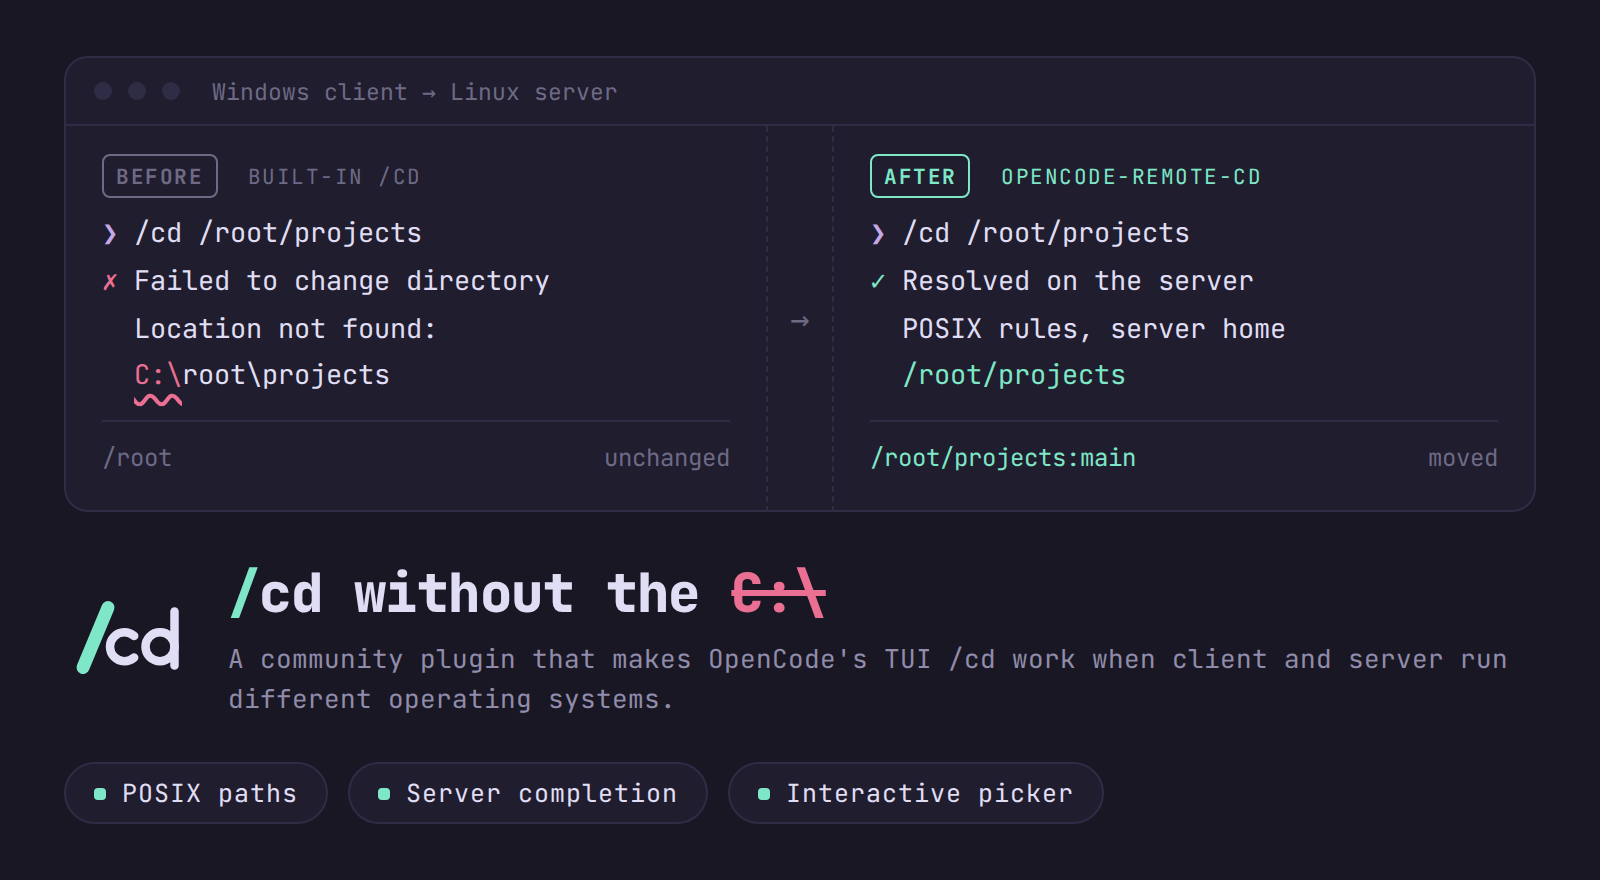 Windows client → Linux server
BEFORE BUILT-IN /CD
❯ /cd /root/projects
✗ Failed to change directory
Location not found:
C:\root\projects
/root unchanged
→
AFTER OPENCODE-REMOTE-CD
❯ /cd /root/projects
✓ Resolved on the server
POSIX rules, server home
/root/projects
/root/projects:main moved
/cd
/cd without the C:\
A community plugin that makes OpenCode's TUI /cd work when client and server run
different operating systems.
POSIX paths
Server completion
Interactive picker